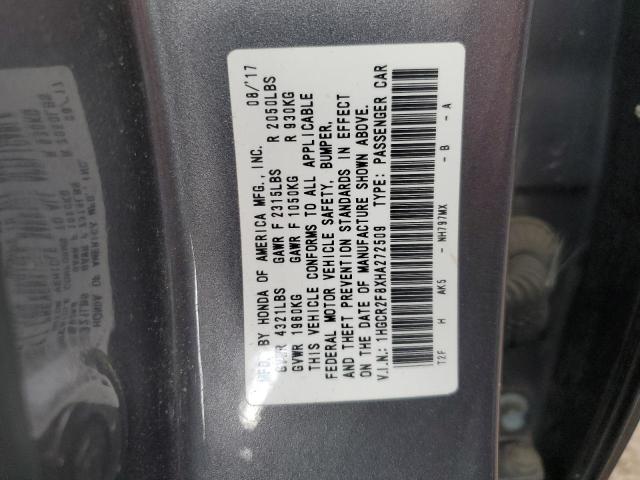 MFD. BY HONDA OF AMERICA MFG., INC. 08/'17
GVWR 4321LBS GAWR F 2315LBS R 2050LBS
GVWR 1960KG GAWR F 1050KG R 930KG
THIS VEHICLE CONFORMS TO ALL APPLICABLE
FEDERAL MOTOR VEHICLE SAFETY, BUMPER,
AND THEFT PREVENTION STANDARDS IN EFFECT
ON THE DATE OF MANUFACTURE SHOWN ABOVE.
V.I.N.: 1HGCR2F8XHA272509 TYPE: PASSENGER CAR
T2F H AK5 - NH797MX - B - A